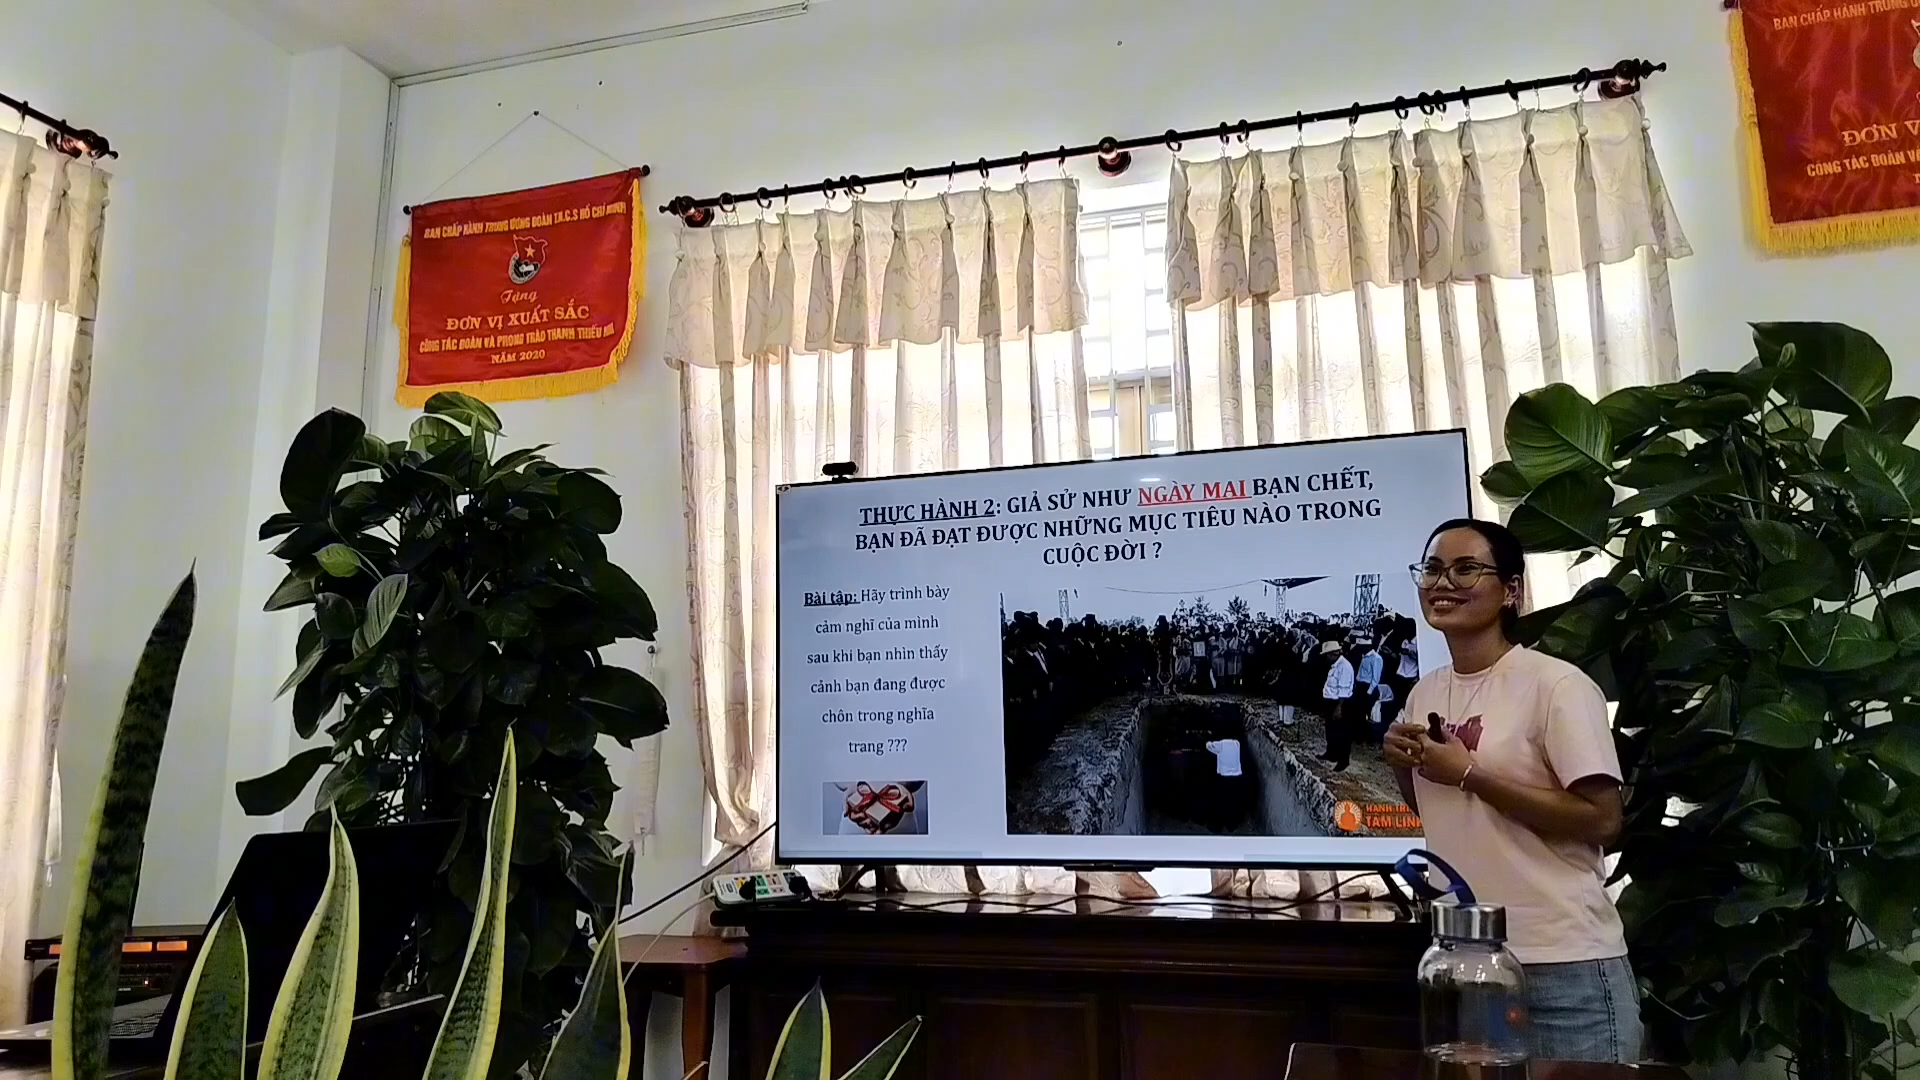 BAN CHẤP HÀNH TRUNG ƯƠNG ĐOÀN T.N.C.S HỒ CHÍ MINH
Tặng
ĐƠN VỊ XUẤT SẮC
CÔNG TÁC ĐOÀN VÀ PHONG TRÀO THANH THIẾU NHI
NĂM 2020
BAN CHẤP HÀNH TRUNG
ĐƠN
CÔNG TÁC ĐOÀN VÀ
THỰC HÀNH 2: GIẢ SỬ NHƯ NGÀY MAI BẠN CHẾT,
BẠN ĐÃ ĐẠT ĐƯỢC NHỮNG MỤC TIÊU NÀO TRONG
CUỘC ĐỜI ?
Bài tập: Hãy trình bày
cảm nghĩ của mình
sau khi bạn nhìn thấy
cảnh bạn đang được
chôn trong nghĩa
trang ???
HÀNH
TÂM LINH